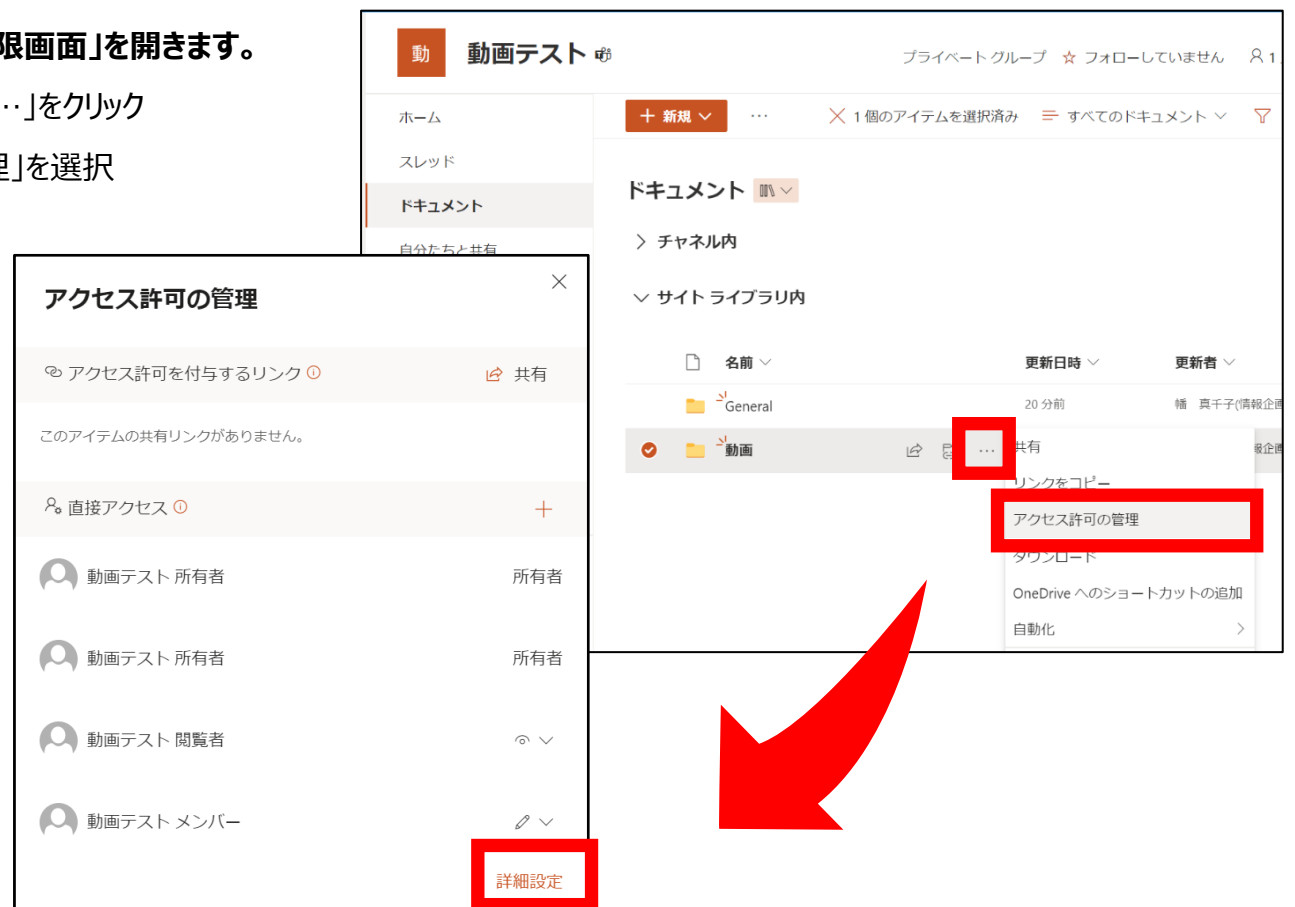 限画面」を開きます。
…」をクリック
理」を選択
動 動画テスト
プライベート グループ ☆ フォローしていません 1
ホーム
スレッド
ドキュメント
自分たちと共有
+ 新規 … × 1 個のアイテムを選択済み すべてのドキュメント
ドキュメント
チャネル内
サイト ライブラリ内
名前 更新日時 更新者
General 20 分前 幡 真千子(情報企画
動画 … 報企画
共有
リンクをコピー
アクセス許可の管理
ダウンロード
OneDrive へのショートカットの追加
自動化 >
アクセス許可の管理 ×
アクセス許可を付与するリンク 共有
このアイテムの共有リンクがありません。
直接アクセス +
動画テスト 所有者 所有者
動画テスト 所有者 所有者
動画テスト 閲覧者
動画テスト メンバー
詳細設定